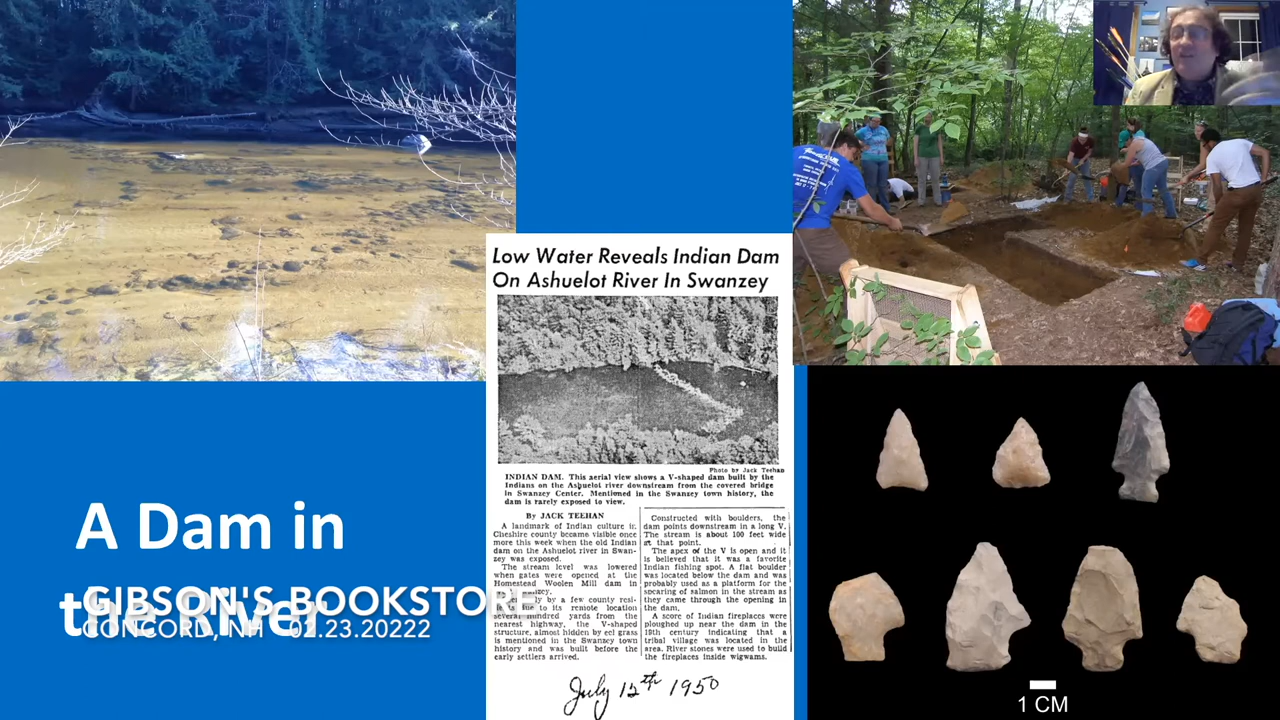 Low Water Reveals Indian Dam
On Ashuelot River In Swanzey
Photo by Jack Teehan
INDIAN DAM. This aerial view shows a V-shaped dam built by the
Indians on the Ashuelot river downstream from the covered bridge
in Swanzey Center. Mentioned in the Swanzey town history, the
dam is rarely exposed to view.
By JACK TEEHAN
A landmark of Indian culture in
Cheshire county became visible once
more this week when the old Indian
dam on the Ashuelot river in Swan-
zey was exposed.
The stream level was lowered
when gates were opened at the
Homestead Woolen Mill dam in
by a few county resi-
due to its remote location
several hundred yards from the
nearest highway, the V-shaped
structure, almost hidden by eel grass
is mentioned in the Swanzey town
history and was built before the
early settlers arrived.
Constructed with boulders, the
dam points downstream in a long V.
The stream is about 100 feet wide
at that point.
The apex of the V is open and it
is believed that it was a favorite
Indian fishing spot. A flat boulder
was located below the dam and was
probably used as a platform for the
spearing of salmon in the stream as
they came through the opening in
the dam.
A score of Indian fireplaces were
ploughed up near the dam in the
19th century indicating that a
tribal village was located in the
area. River stones were used to build
the fireplaces inside wigwams.
July 12th 1950
A Dam in
the River
GIBSON'S BOOKSTORE
CONCORD, NH 02.23.20222
1 CM